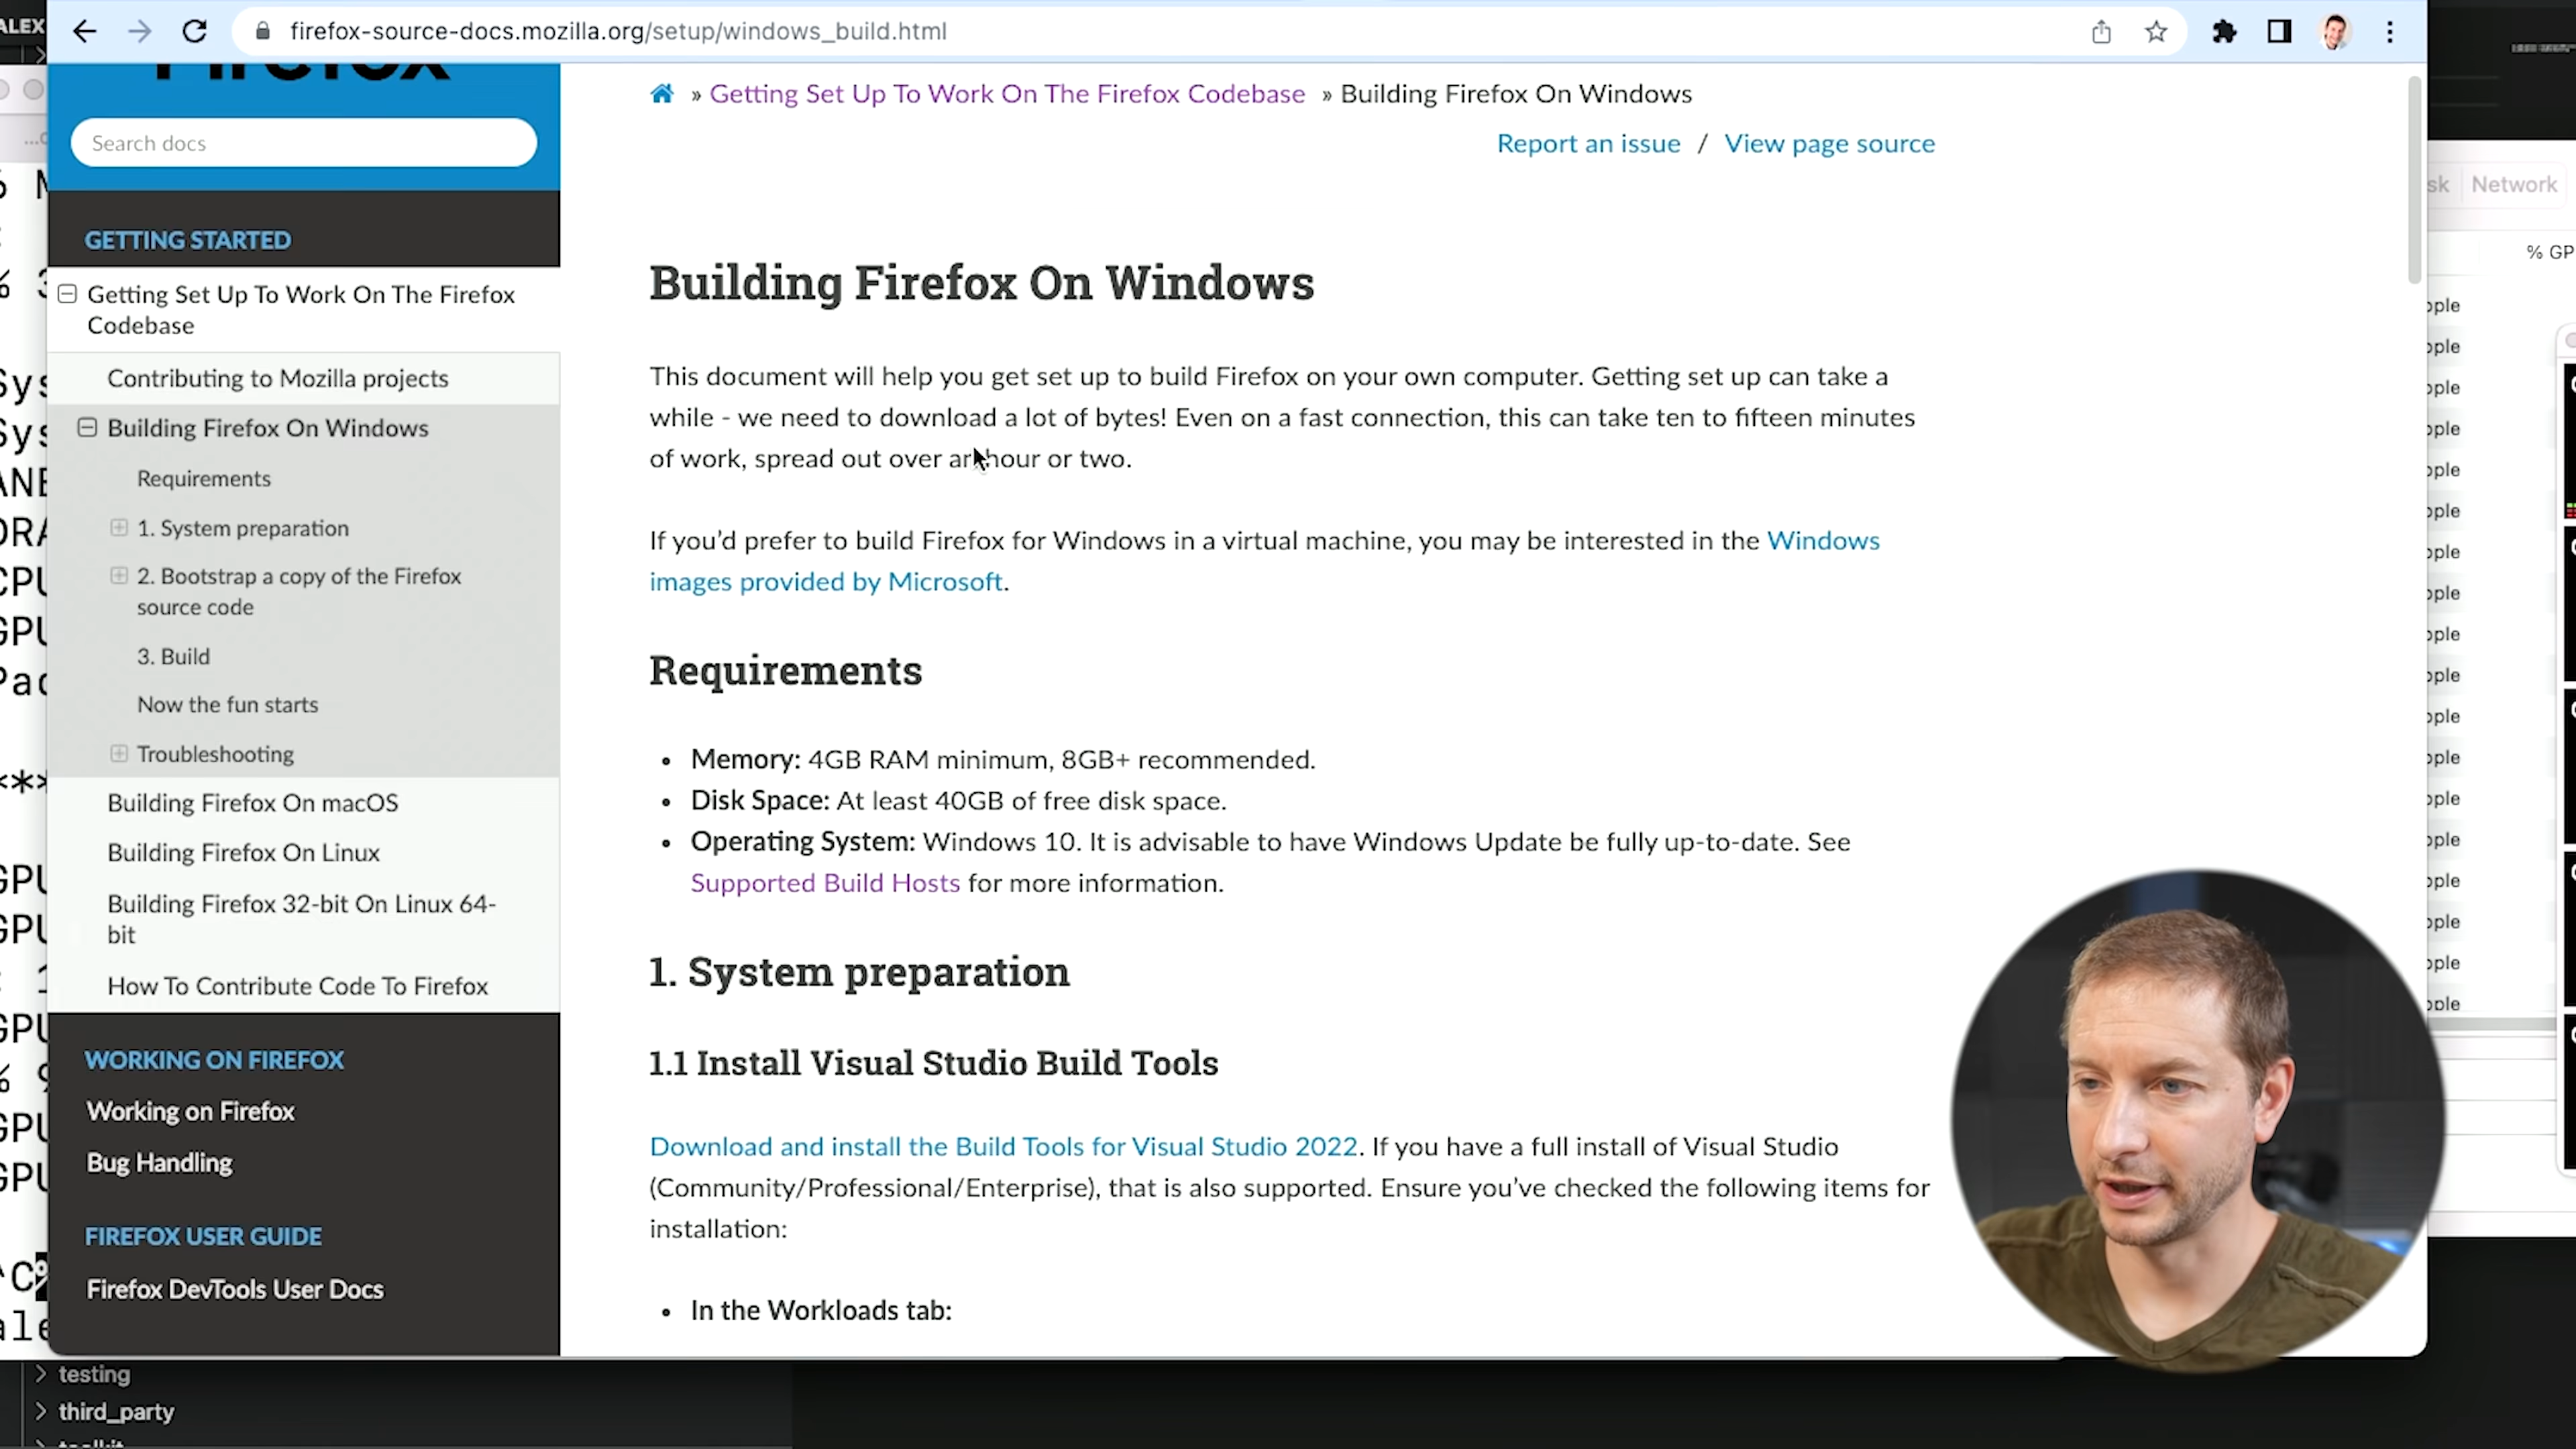 ALEX
firefox-source-docs.mozilla.org/setup/windows_build.html
Firefox
Search docs
GETTING STARTED
Getting Set Up To Work On The Firefox
Codebase
Contributing to Mozilla projects
Building Firefox On Windows
Requirements
1. System preparation
2. Bootstrap a copy of the Firefox
source code
3. Build
Now the fun starts
Troubleshooting
Building Firefox On macOS
Building Firefox On Linux
Building Firefox 32-bit On Linux 64-
bit
How To Contribute Code To Firefox
WORKING ON FIREFOX
Working on Firefox
Bug Handling
FIREFOX USER GUIDE
Firefox DevTools User Docs
» Getting Set Up To Work On The Firefox Codebase » Building Firefox On Windows
Report an issue / View page source
Building Firefox On Windows
This document will help you get set up to build Firefox on your own computer. Getting set up can take a
while - we need to download a lot of bytes! Even on a fast connection, this can take ten to fifteen minutes
of work, spread out over an hour or two.
If you’d prefer to build Firefox for Windows in a virtual machine, you may be interested in the Windows
images provided by Microsoft.
Requirements
• Memory: 4GB RAM minimum, 8GB+ recommended.
• Disk Space: At least 40GB of free disk space.
• Operating System: Windows 10. It is advisable to have Windows Update be fully up-to-date. See
Supported Build Hosts for more information.
1. System preparation
1.1 Install Visual Studio Build Tools
Download and install the Build Tools for Visual Studio 2022. If you have a full install of Visual Studio
(Community/Professional/Enterprise), that is also supported. Ensure you’ve checked the following items for
installation:
• In the Workloads tab:
Network
% GP
testing
third_party